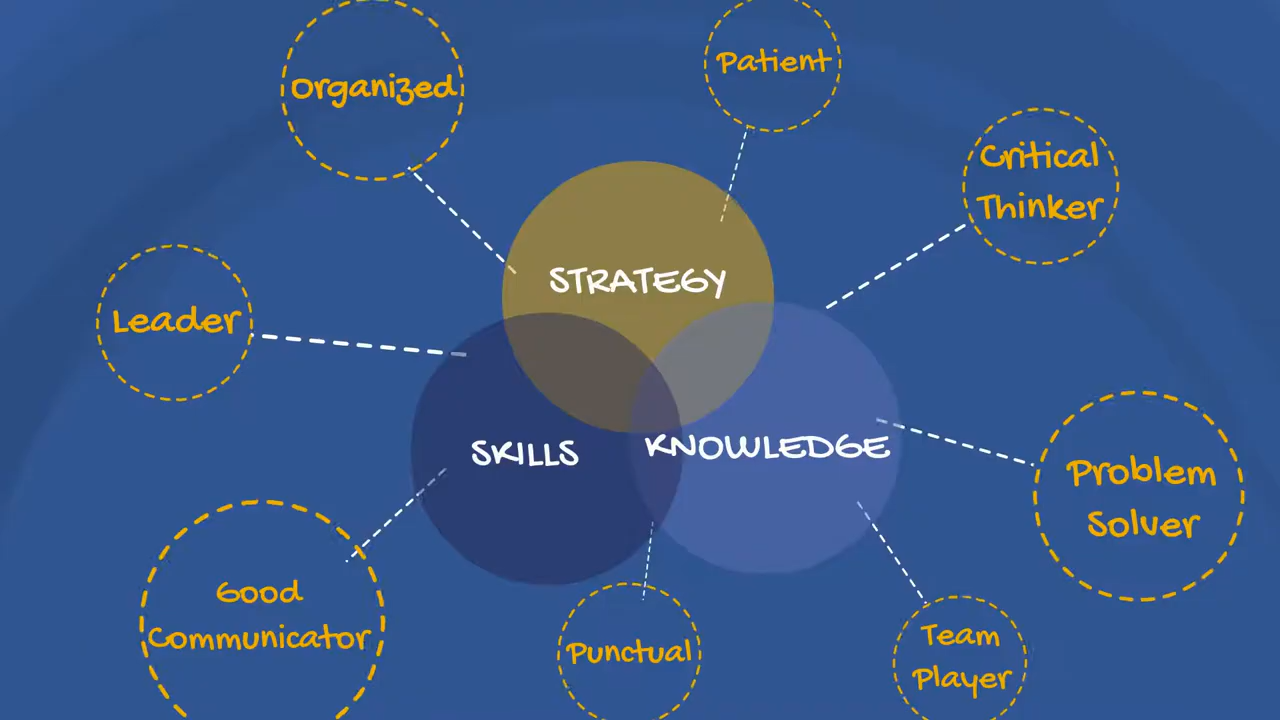 Organized
Patient
Critical
Thinker
STRATEGY
Leader
SKILLS
KNOWLEDGE
Problem
Solver
Good
Communicator
Punctual
Team
Player